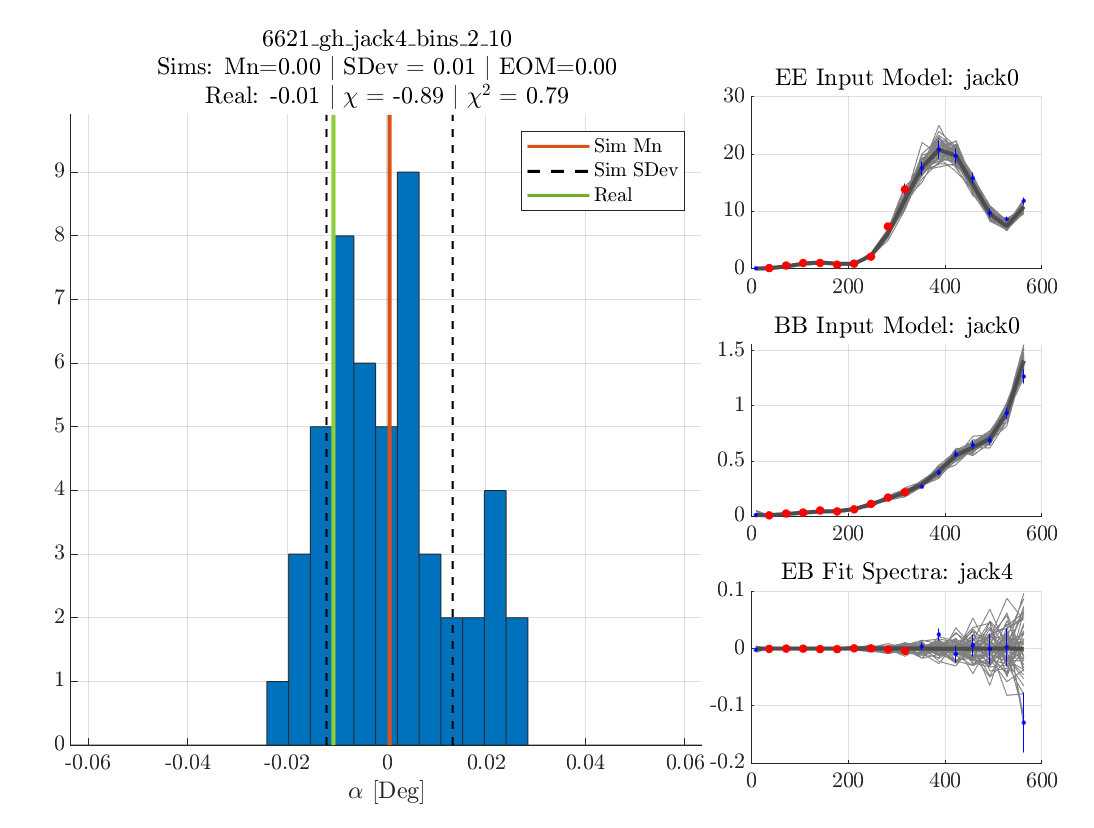 6621_gh_jack4_bins_2_10
Sims: Mn=0.00 | SDev = 0.01 | EOM=0.00
Real: -0.01 | χ = -0.89 | χ² = 0.79
9
8
7
6
5
4
3
2
1
0
-0.06 -0.04 -0.02 0 0.02 0.04 0.06
α [Deg]
Sim Mn
Sim SDev
Real
EE Input Model: jack0
30
20
10
0
0 200 400 600
BB Input Model: jack0
1.5
1
0.5
0
0 200 400 600
EB Fit Spectra: jack4
0.1
0
-0.1
-0.2
0 200 400 600